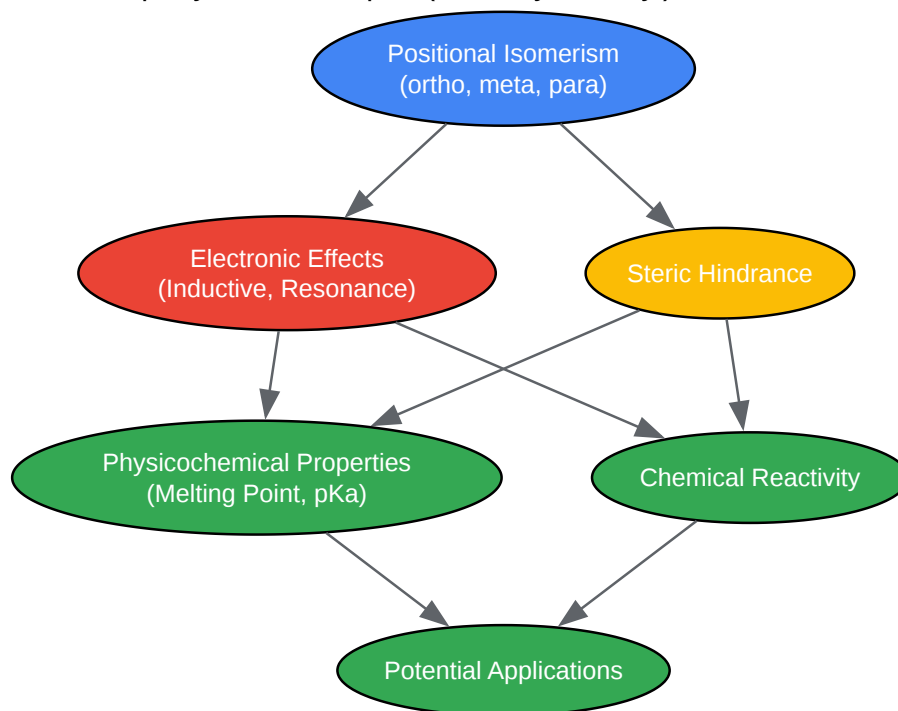 Positional Isomerism
(ortho, meta, para)
Electronic Effects
(Inductive, Resonance)
Steric Hindrance
Physicochemical Properties
(Melting Point, pKa)
Chemical Reactivity
Potential Applications